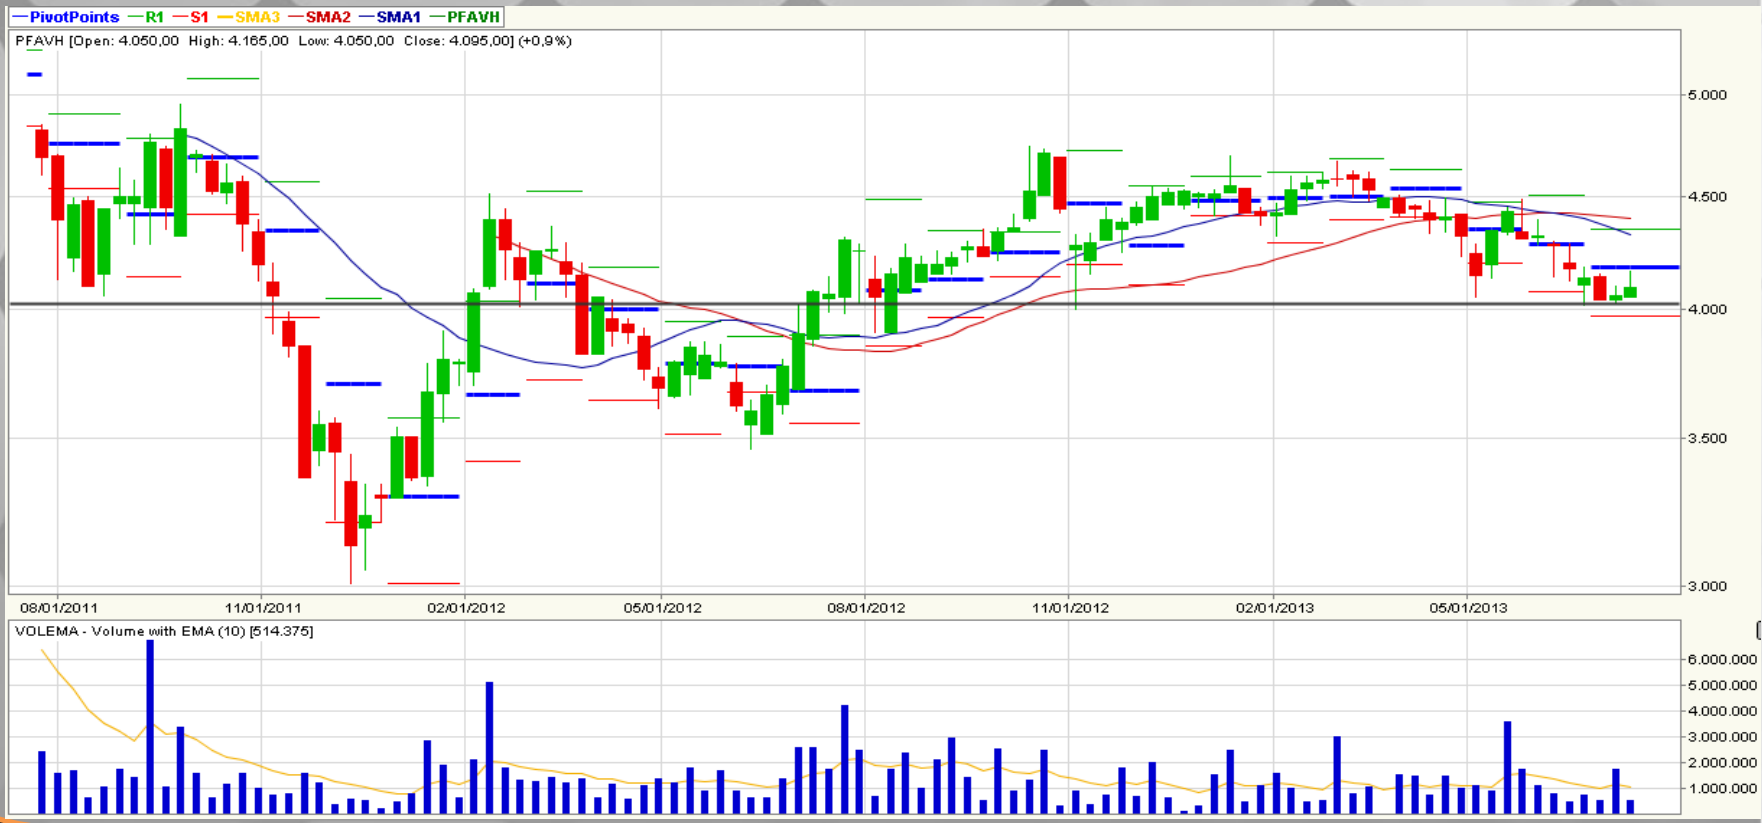 PivotPoints R1 S1 SMA3 SMA2 SMA1 PFAVH
PFAVH [Open: 4.050,00 High: 4.165,00 Low: 4.050,00 Close: 4.095,00] (+0,9%)
5.000
4.500
4.000
3.500
3.000
08/01/2011 11/01/2011 02/01/2012 05/01/2012 08/01/2012 11/01/2012 02/01/2013 05/01/2013
VOLEMA - Volume with EMA (10) [514.375]
6.000.000
5.000.000
4.000.000
3.000.000
2.000.000
1.000.000